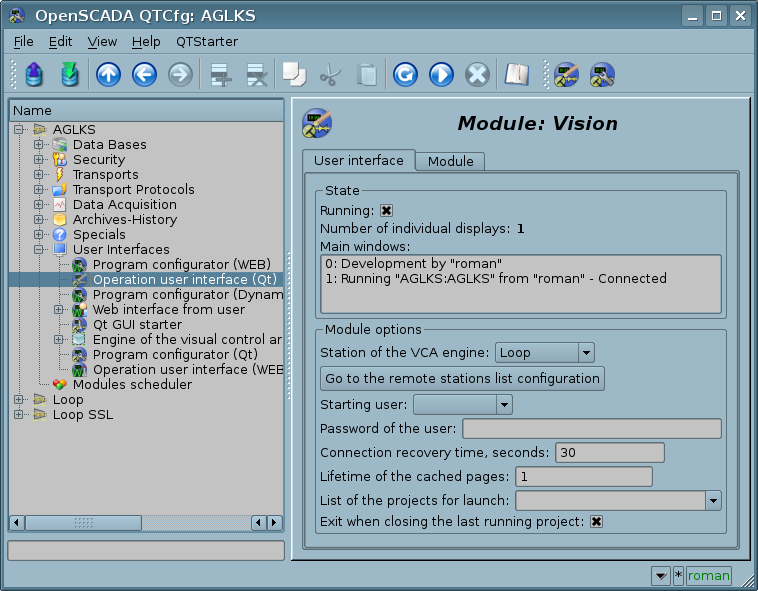 OpenSCADA QTCfg: AGLKS
File Edit View Help QTStarter
Name
AGLKS
Data Bases
Security
Transports
Transport Protocols
Data Acquisition
Archives-History
Specials
User Interfaces
Program configurator (WEB)
Operation user interface (Qt)
Program configurator (Dynam
Web interface from user
Qt GUI starter
Engine of the visual control ar
Program configurator (Qt)
Operation user interface (WEB
Modules scheduler
Loop
Loop SSL
Module: Vision
User interface Module
State
Running:
Number of individual displays: 1
Main windows:
0: Development by "roman"
1: Running "AGLKS:AGLKS" from "roman" - Connected
Module options
Station of the VCA engine: Loop
Go to the remote stations list configuration
Starting user:
Password of the user:
Connection recovery time, seconds: 30
Lifetime of the cached pages: 1
List of the projects for launch:
Exit when closing the last running project:
* roman